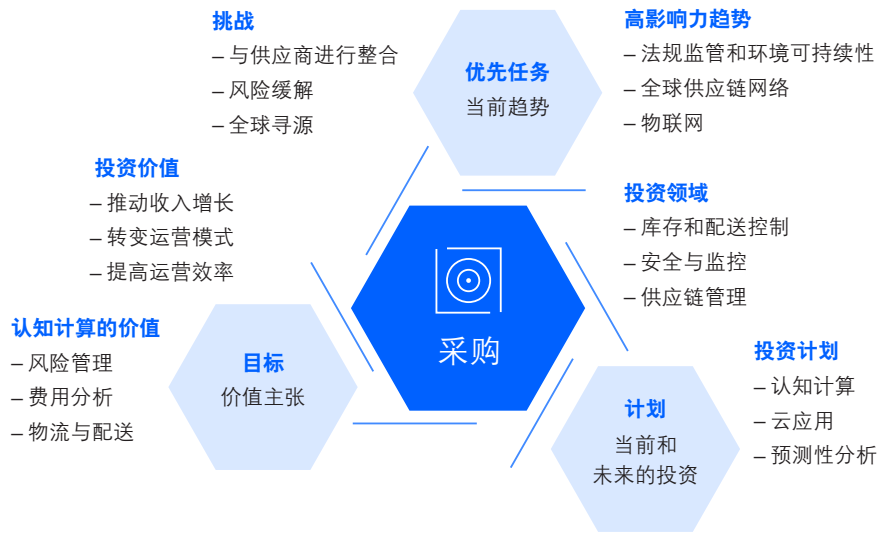 挑战
– 与供应商进行整合
– 风险缓解
– 全球寻源
优先任务
当前趋势
高影响力趋势
– 法规监管和环境可持续性
– 全球供应链网络
– 物联网
投资价值
– 推动收入增长
– 转变运营模式
– 提高运营效率
投资领域
– 库存和配送控制
– 安全与监控
– 供应链管理
采购
认知计算的价值
– 风险管理
– 费用分析
– 物流与配送
目标
价值主张
计划
当前和
未来的投资
投资计划
– 认知计算
– 云应用
– 预测性分析